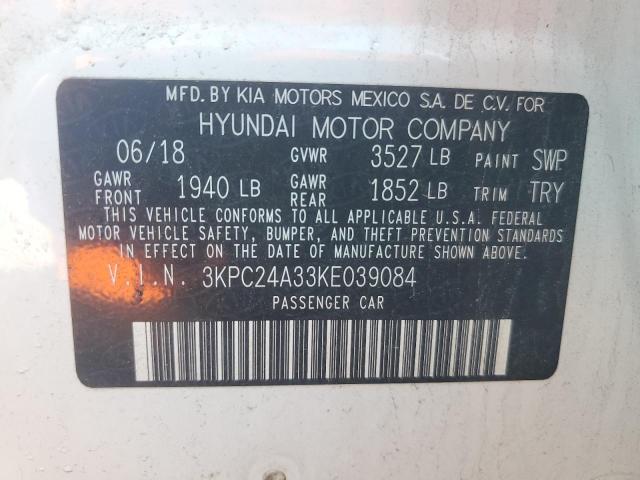 MFD. BY KIA MOTORS MEXICO S.A. DE C.V. FOR
HYUNDAI MOTOR COMPANY
06/18 GVWR 3527 LB PAINT SWP
GAWR FRONT 1940 LB GAWR REAR 1852 LB TRIM TRY
THIS VEHICLE CONFORMS TO ALL APPLICABLE U.S.A. FEDERAL
MOTOR VEHICLE SAFETY, BUMPER, AND THEFT PREVENTION STANDARDS
IN EFFECT ON THE DATE OF MANUFACTURE SHOWN ABOVE.
V.I.N. 3KPC24A33KE039084
PASSENGER CAR